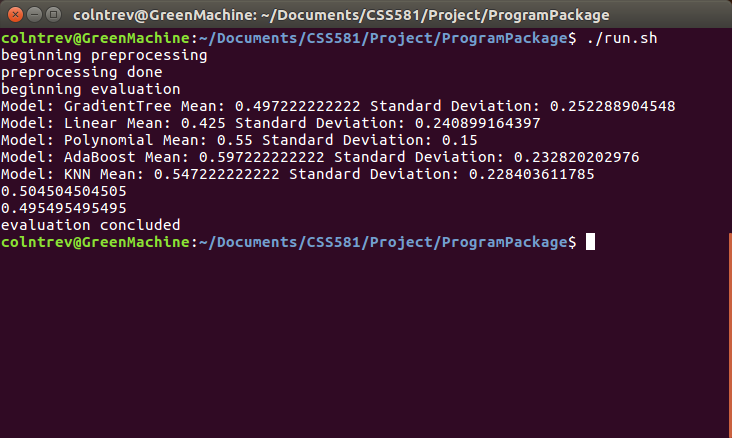 colntrev@GreenMachine: ~/Documents/CSS581/Project/ProgramPackage
colntrev@GreenMachine:~/Documents/CSS581/Project/ProgramPackage$ ./run.sh
beginning preprocessing
preprocessing done
beginning evaluation
Model: GradientTree Mean: 0.497222222222 Standard Deviation: 0.252288904548
Model: Linear Mean: 0.425 Standard Deviation: 0.240899164397
Model: Polynomial Mean: 0.55 Standard Deviation: 0.15
Model: AdaBoost Mean: 0.597222222222 Standard Deviation: 0.232820202976
Model: KNN Mean: 0.547222222222 Standard Deviation: 0.228403611785
0.504504504505
0.495495495495
evaluation concluded
colntrev@GreenMachine:~/Documents/CSS581/Project/ProgramPackage$